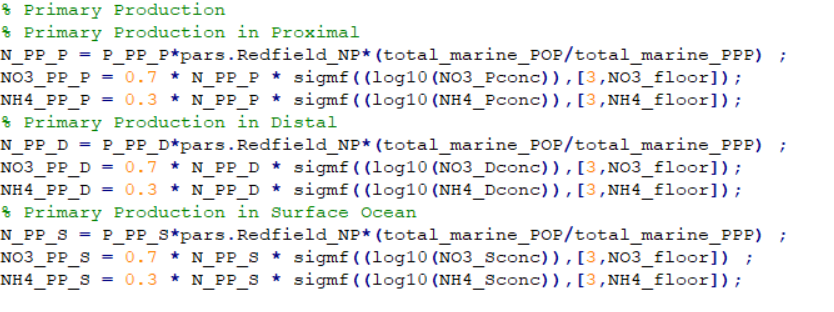 % Primary Production
% Primary Production in Proximal
N_PP_P = P_PP_P*pars.Redfield_NP*(total_marine_POP/total_marine_PPP) ;
NO3_PP_P = 0.7 * N_PP_P * sigmf((log10(NO3_Pconc)),[3,NO3_floor]);
NH4_PP_P = 0.3 * N_PP_P * sigmf((log10(NH4_Pconc)),[3,NH4_floor]);
% Primary Production in Distal
N_PP_D = P_PP_D*pars.Redfield_NP*(total_marine_POP/total_marine_PPP) ;
NO3_PP_D = 0.7 * N_PP_D * sigmf((log10(NO3_Dconc)),[3,NO3_floor]);
NH4_PP_D = 0.3 * N_PP_D * sigmf((log10(NH4_Dconc)),[3,NH4_floor]);
% Primary Production in Surface Ocean
N_PP_S = P_PP_S*pars.Redfield_NP*(total_marine_POP/total_marine_PPP) ;
NO3_PP_S = 0.7 * N_PP_S * sigmf((log10(NO3_Sconc)),[3,NO3_floor]) ;
NH4_PP_S = 0.3 * N_PP_S * sigmf((log10(NH4_Sconc)),[3,NH4_floor]);